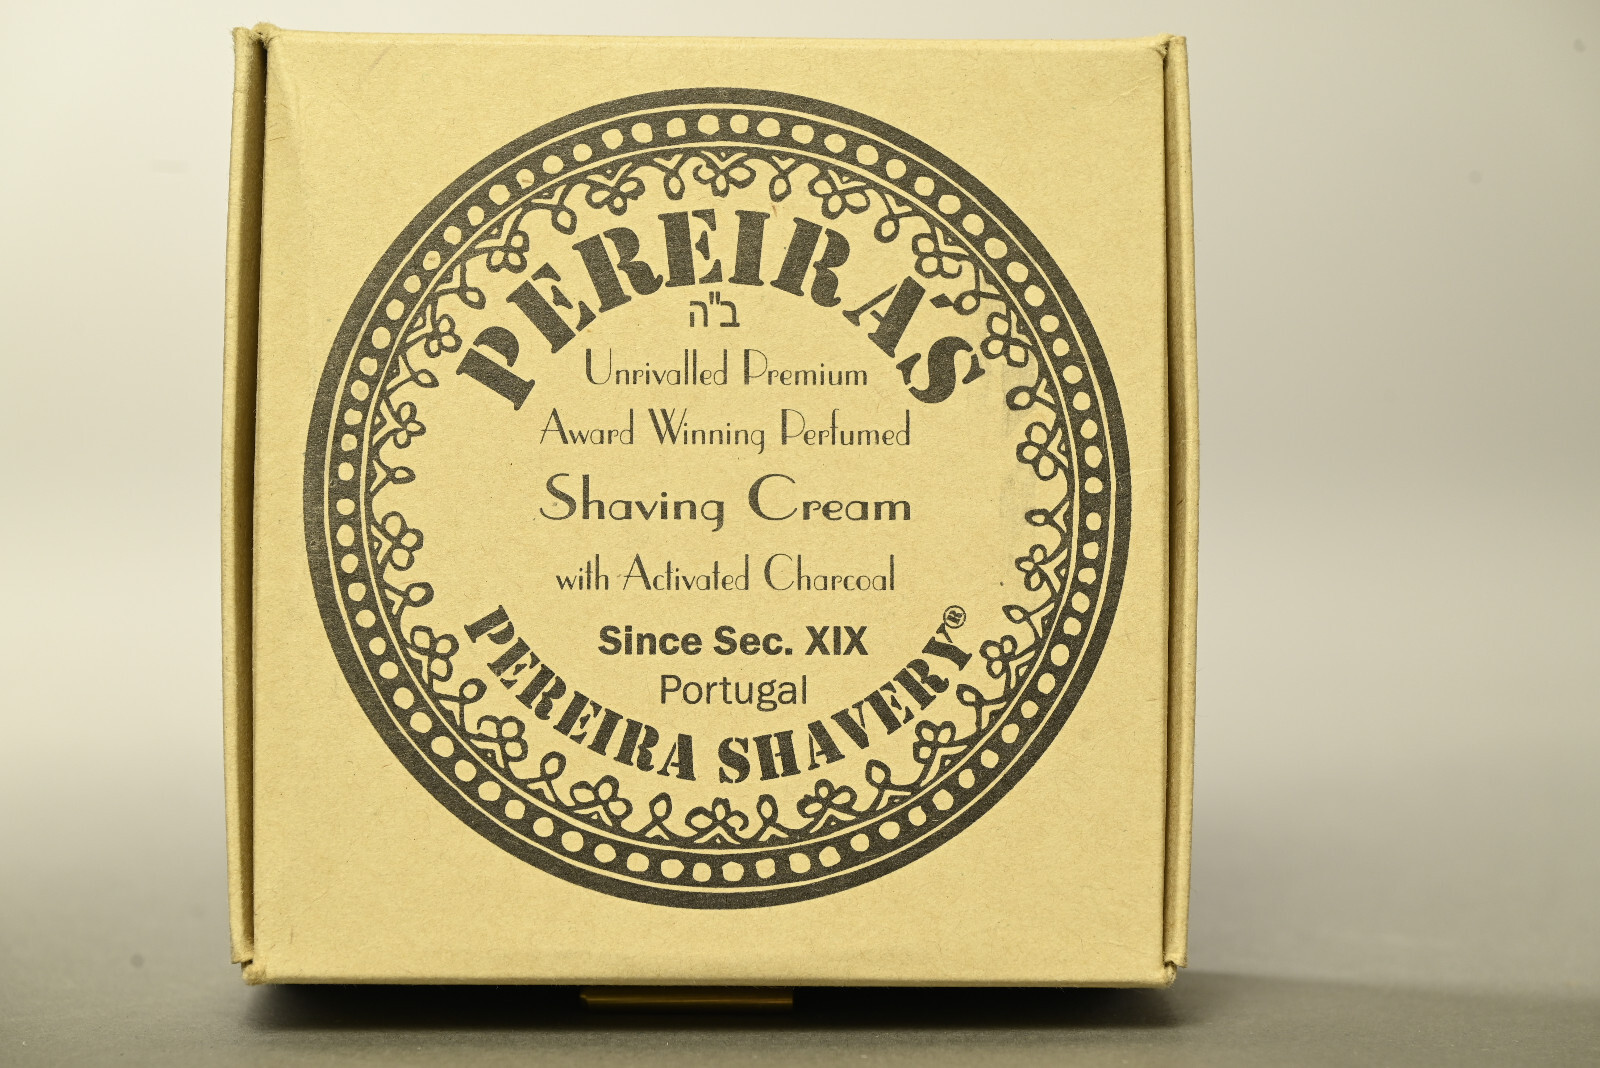 PEREIRA'S
ב"ה
Unrivalled Premium
Award Winning Perfumed
Shaving Cream
with Activated Charcoal
Since Sec. XIX
Portugal
PEREIRA SHAVERY®